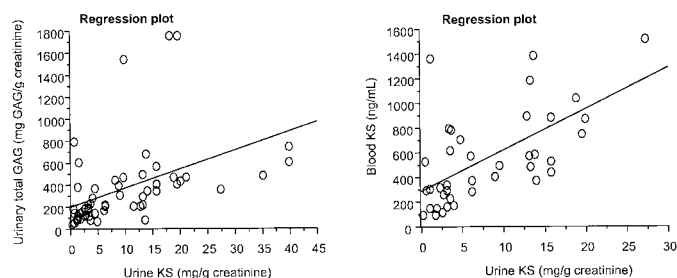 Regression plot
Urinary total GAG (mg GAG/g creatinine)
1800
1600
1400
1200
1000
800
600
400
200
0
0 5 10 15 20 25 30 35 40 45
Urine KS (mg/g creatinine)
Regression plot
Blood KS (ng/mL)
1600
1400
1200
1000
800
600
400
200
0
0 5 10 15 20 25 30
Urine KS (mg/g creatinine)